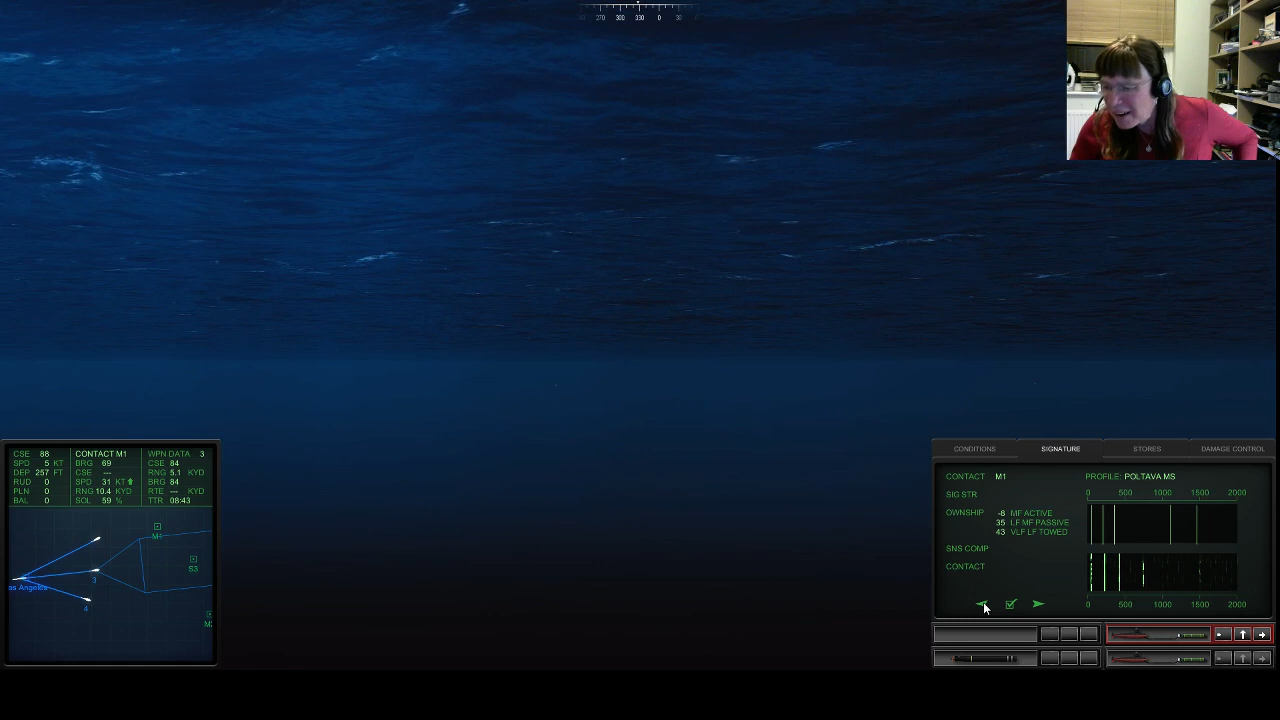 270 300 330 0 30
CSE 88 CONTACT M1 WPN DATA 3
SPD 5 KT BRG 69 CSE 84
DEP 257 FT CSE --- RNG 5.1 KYD
RUD 0 SPD 31 KT BRG 84
PLN 0 RNG 10.4 KYD RTE --- KYD
BAL 0 SOL 59 % TTR 08:43
M1
S3
3
os Angeles
4
CONDITIONS SIGNATURE STORES DAMAGE CONTROL
CONTACT M1 PROFILE: POLTAVA MS
SIG STR 0 500 1000 1500 2000
OWNSHIP -8 MF ACTIVE
35 LF MF PASSIVE
43 VLF LF TOWED
SNS COMP
CONTACT
0 500 1000 1500 2000